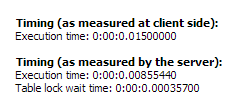 Timing (as measured at client side):
Execution time: 0:00:0.01500000
Timing (as measured by the server):
Execution time: 0:00:0.00855440
Table lock wait time: 0:00:0.00035700